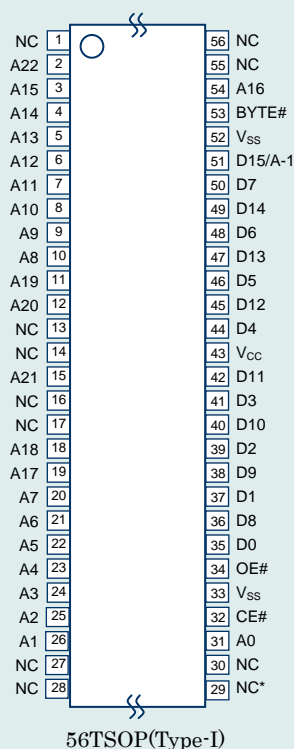 NC 1 56 NC
A22 2 55 NC
A15 3 54 A16
A14 4 53 BYTE#
A13 5 52 VSS
A12 6 51 D15/A-1
A11 7 50 D7
A10 8 49 D14
A9 9 48 D6
A8 10 47 D13
A19 11 46 D5
A20 12 45 D12
NC 13 44 D4
NC 14 43 VCC
A21 15 42 D11
NC 16 41 D3
NC 17 40 D10
A18 18 39 D2
A17 19 38 D9
A7 20 37 D1
A6 21 36 D8
A5 22 35 D0
A4 23 34 OE#
A3 24 33 VSS
A2 25 32 CE#
A1 26 31 A0
NC 27 30 NC
NC 28 29 NC*
56TSOP(Type-I)